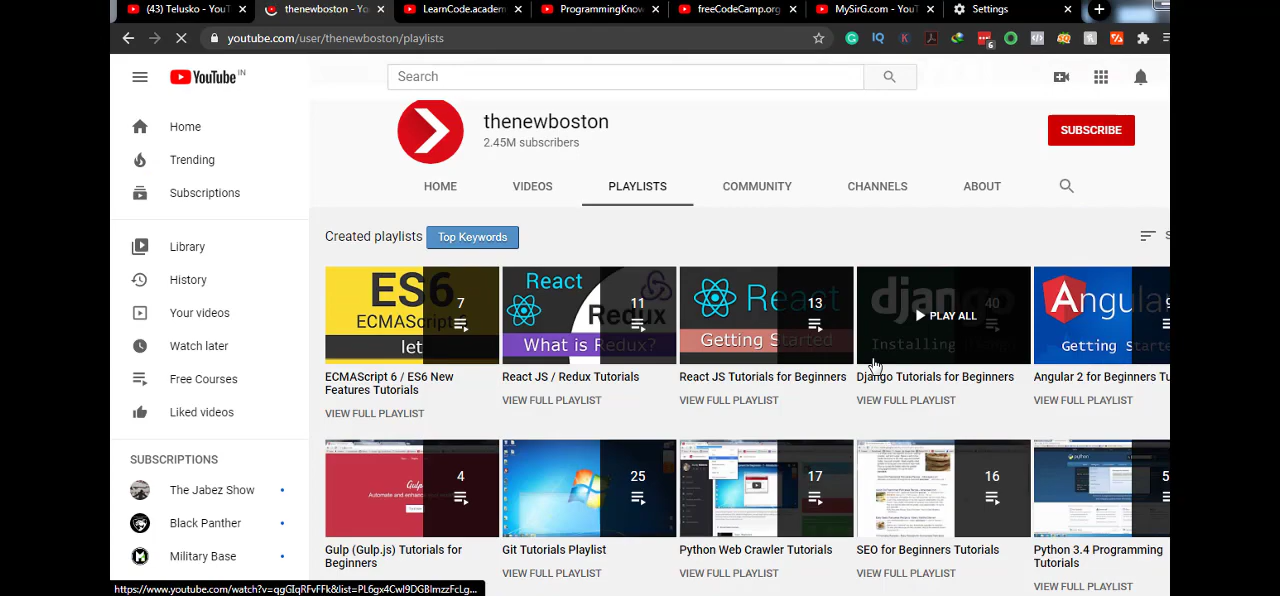 (43) Telusko - YouT
thenewboston - Yo
LearnCode.academ
ProgrammingKnow
freeCodeCamp.org
MySirG.com - YouT
Settings
youtube.com/user/thenewboston/playlists
6
YouTube IN
Search
Home
Trending
Subscriptions
Library
History
Your videos
Watch later
Free Courses
Liked videos
SUBSCRIPTIONS
The Jabez Show
Black Panther
Military Base
thenewboston
2.45M subscribers
SUBSCRIBE
HOME
VIDEOS
PLAYLISTS
COMMUNITY
CHANNELS
ABOUT
Created playlists
Top Keywords
S
ES6
ECMAScript
let
7
React
Redux
What is Redux?
11
React
Getting Started
13
django
Installing
40
PLAY ALL
Angula
Getting Starte
9
ECMAScript 6 / ES6 New
Features Tutorials
VIEW FULL PLAYLIST
React JS / Redux Tutorials
VIEW FULL PLAYLIST
React JS Tutorials for Beginners
VIEW FULL PLAYLIST
Django Tutorials for Beginners
VIEW FULL PLAYLIST
Angular 2 for Beginners Tu
VIEW FULL PLAYLIST
Gulp
4
25
17
16
python
5
Gulp (Gulp.js) Tutorials for
Beginners
Git Tutorials Playlist
VIEW FULL PLAYLIST
Python Web Crawler Tutorials
VIEW FULL PLAYLIST
SEO for Beginners Tutorials
VIEW FULL PLAYLIST
Python 3.4 Programming
Tutorials
VIEW FULL PLAYLIST